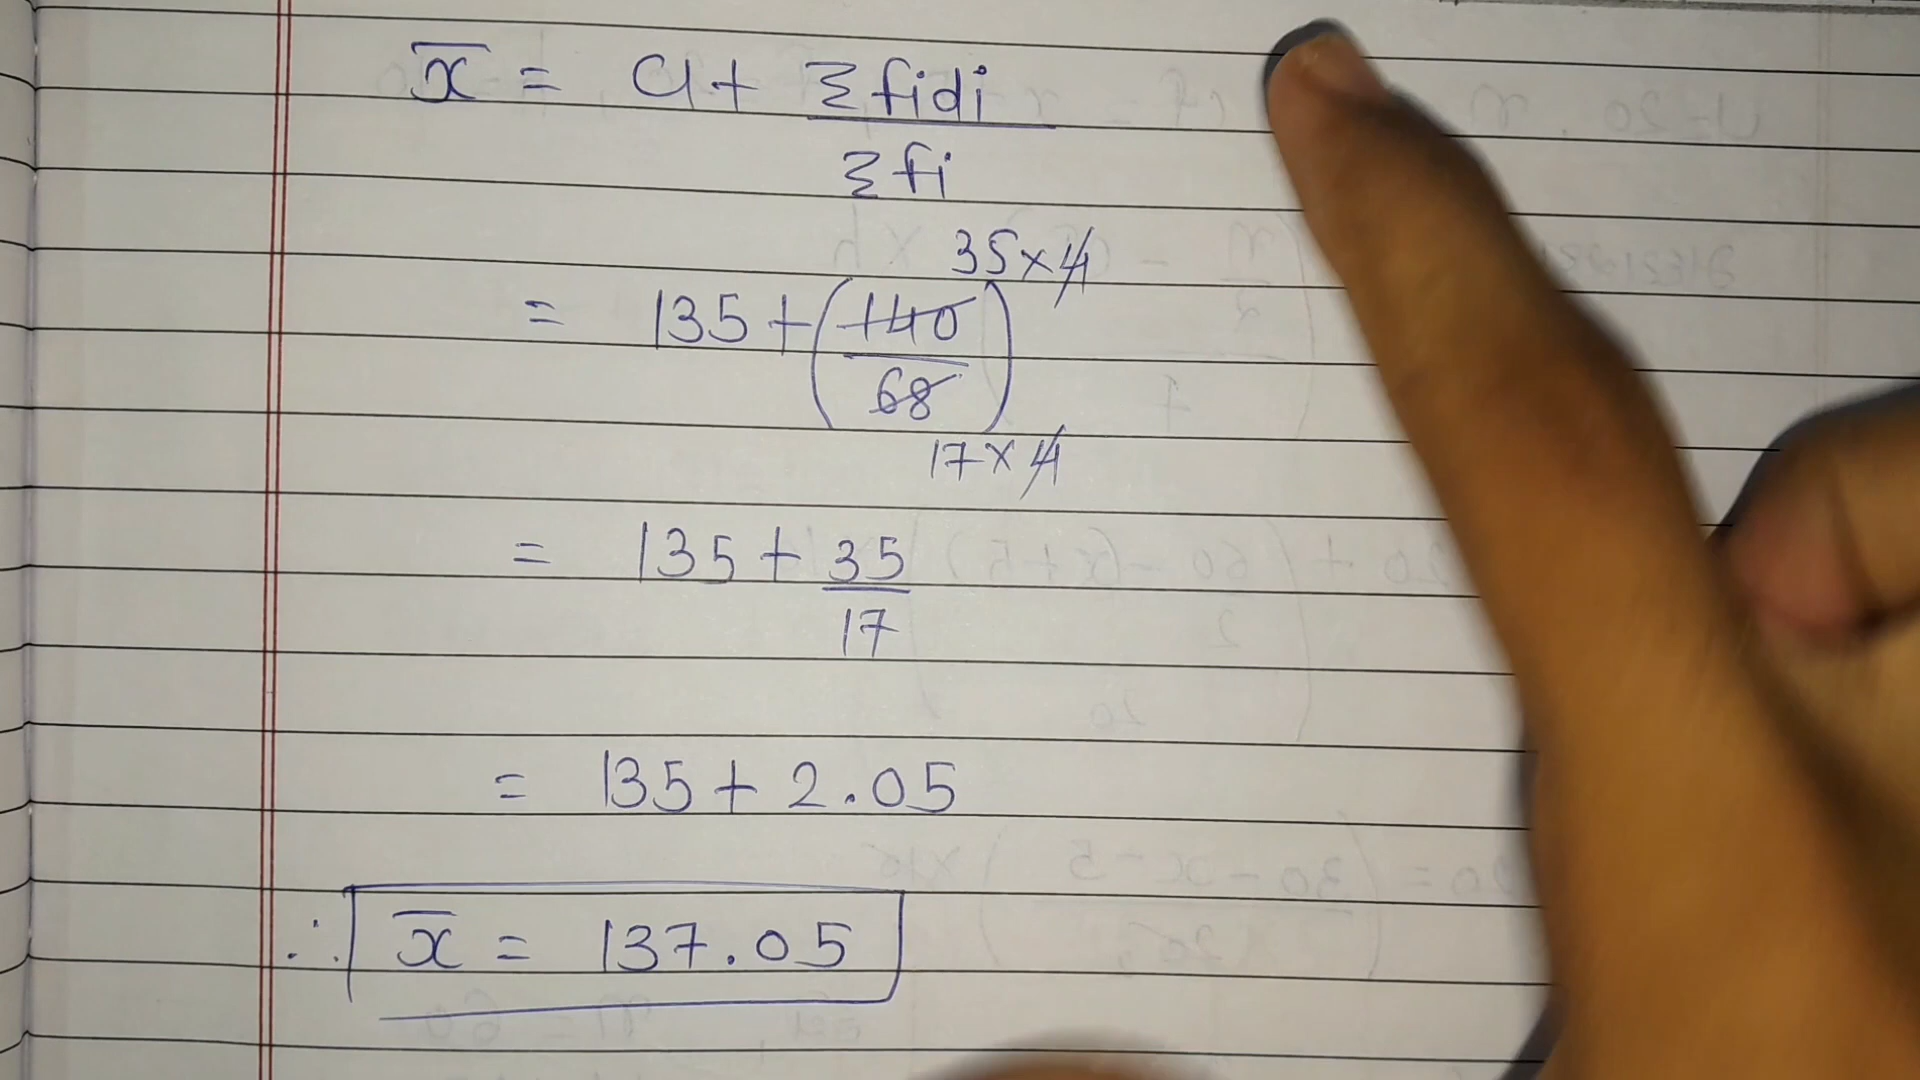 x̄ = a + Σfidi
Σfi
35×4
= 135 + (140
68)
17×4
= 135 + 35
17
= 135 + 2.05
∴ x̄ = 137.05